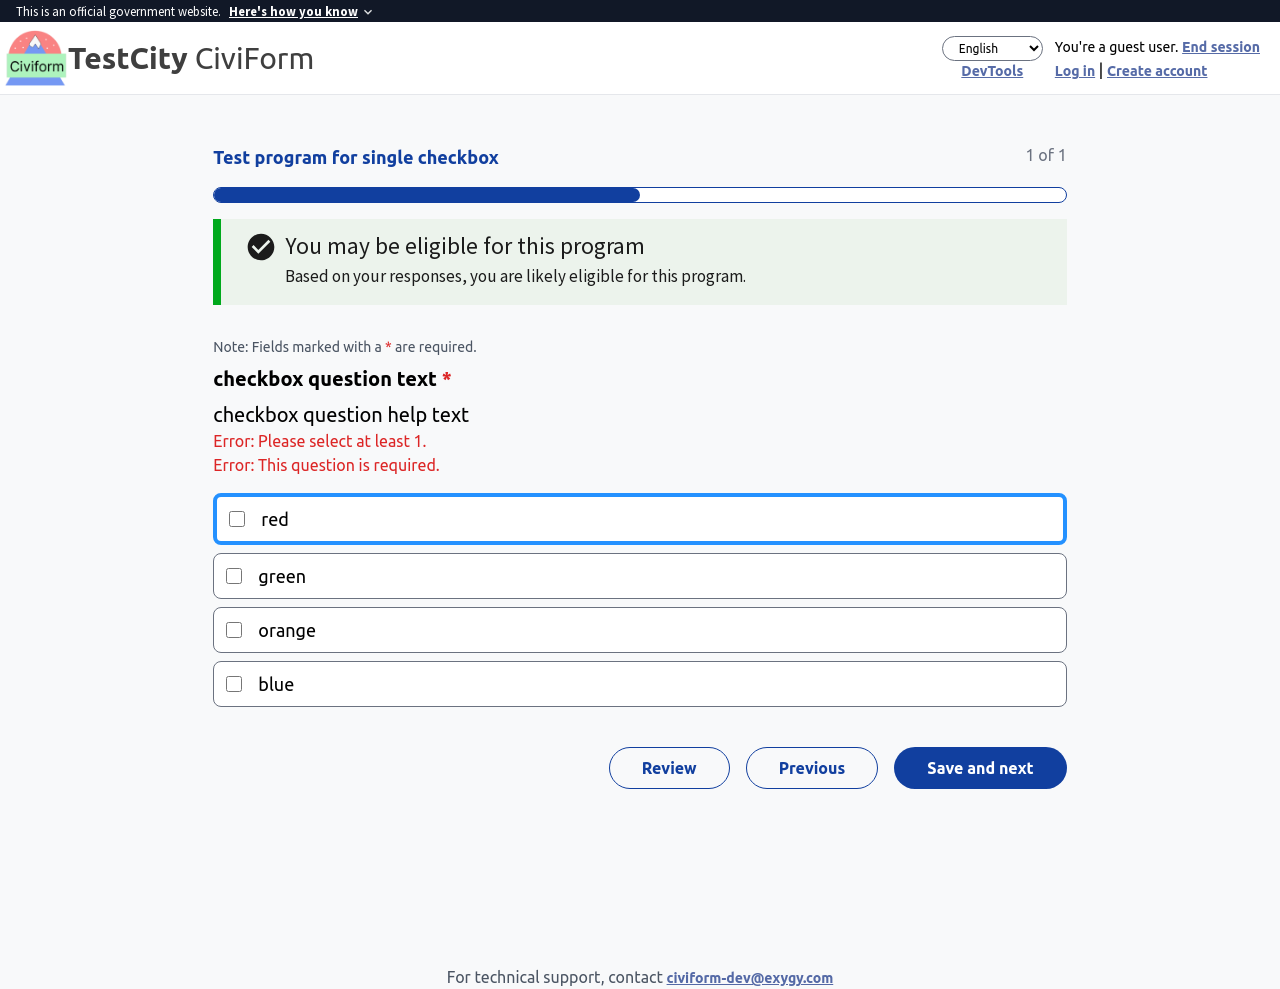 This is an official government website. Here's how you know
Civiform
TestCity CiviForm
English
You're a guest user. End session
DevTools
Log in | Create account
Test program for single checkbox
1 of 1
You may be eligible for this program
Based on your responses, you are likely eligible for this program.
Note: Fields marked with a * are required.
checkbox question text *
checkbox question help text
Error: Please select at least 1.
Error: This question is required.
red
green
orange
blue
Review
Previous
Save and next
For technical support, contact civiform-dev@exygy.com